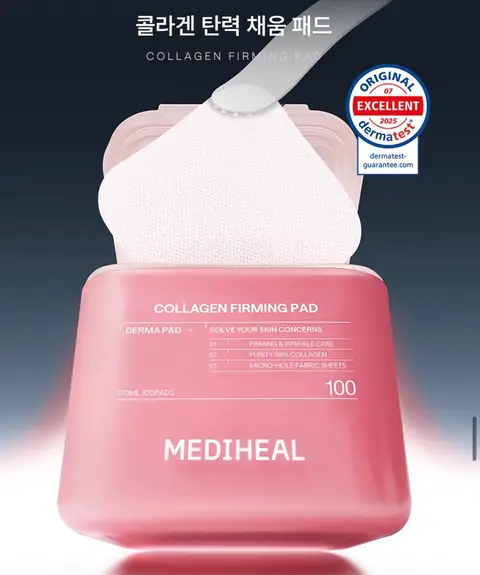 콜라겐 탄력 채움 패드
COLLAGEN FIRMING PAD
ORIGINAL
07
EXCELLENT
2025
dermatest®
dermatest-
guarantee.com
COLLAGEN FIRMING PAD
DERMA PAD → SOLVE YOUR SKIN CONCERNS
01 FIRMING & WRINKLE CARE
02 PURITY 98% COLLAGEN
03 MICRO-HOLE FABRIC SHEETS
170ML 100PADS 100
MEDIHEAL